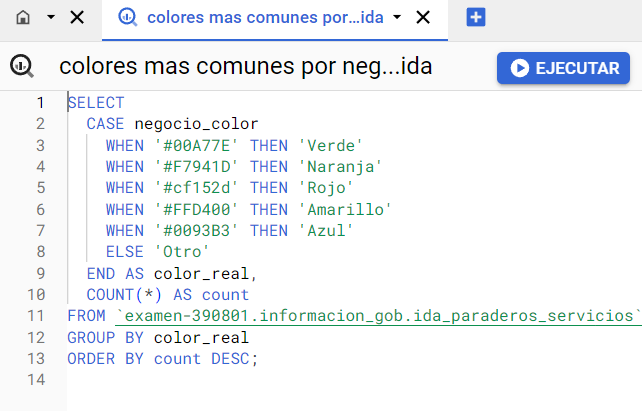 colores mas comunes por...ida
colores mas comunes por neg...ida
EJECUTAR
1 SELECT
2 CASE negocio_color
3 WHEN '#00A77E' THEN 'Verde'
4 WHEN '#F7941D' THEN 'Naranja'
5 WHEN '#cf152d' THEN 'Rojo'
6 WHEN '#FFD400' THEN 'Amarillo'
7 WHEN '#0093B3' THEN 'Azul'
8 ELSE 'Otro'
9 END AS color_real,
10 COUNT(*) AS count
11 FROM `examen-390801.informacion_gob.ida_paraderos_servicios`
12 GROUP BY color_real
13 ORDER BY count DESC;
14